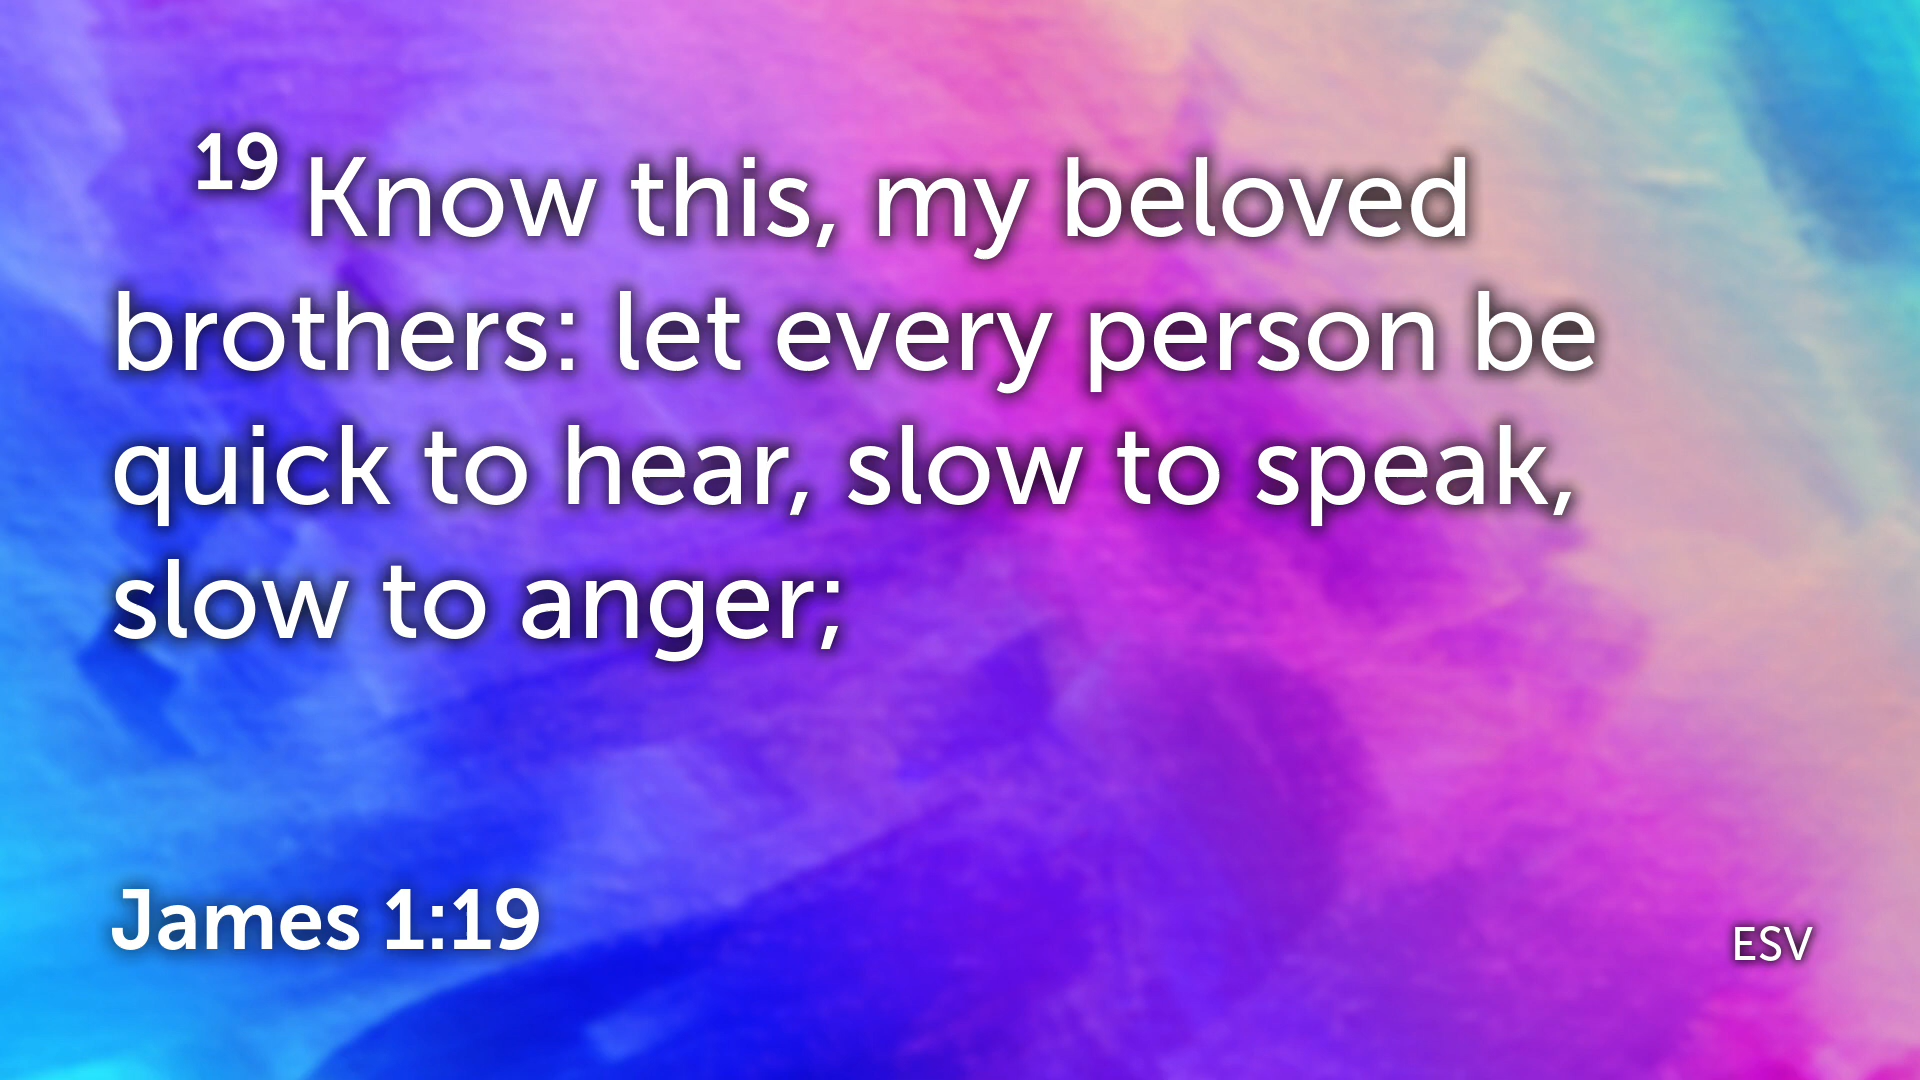 19 Know this, my beloved
brothers: let every person be
quick to hear, slow to speak,
slow to anger;
James 1:19
ESV